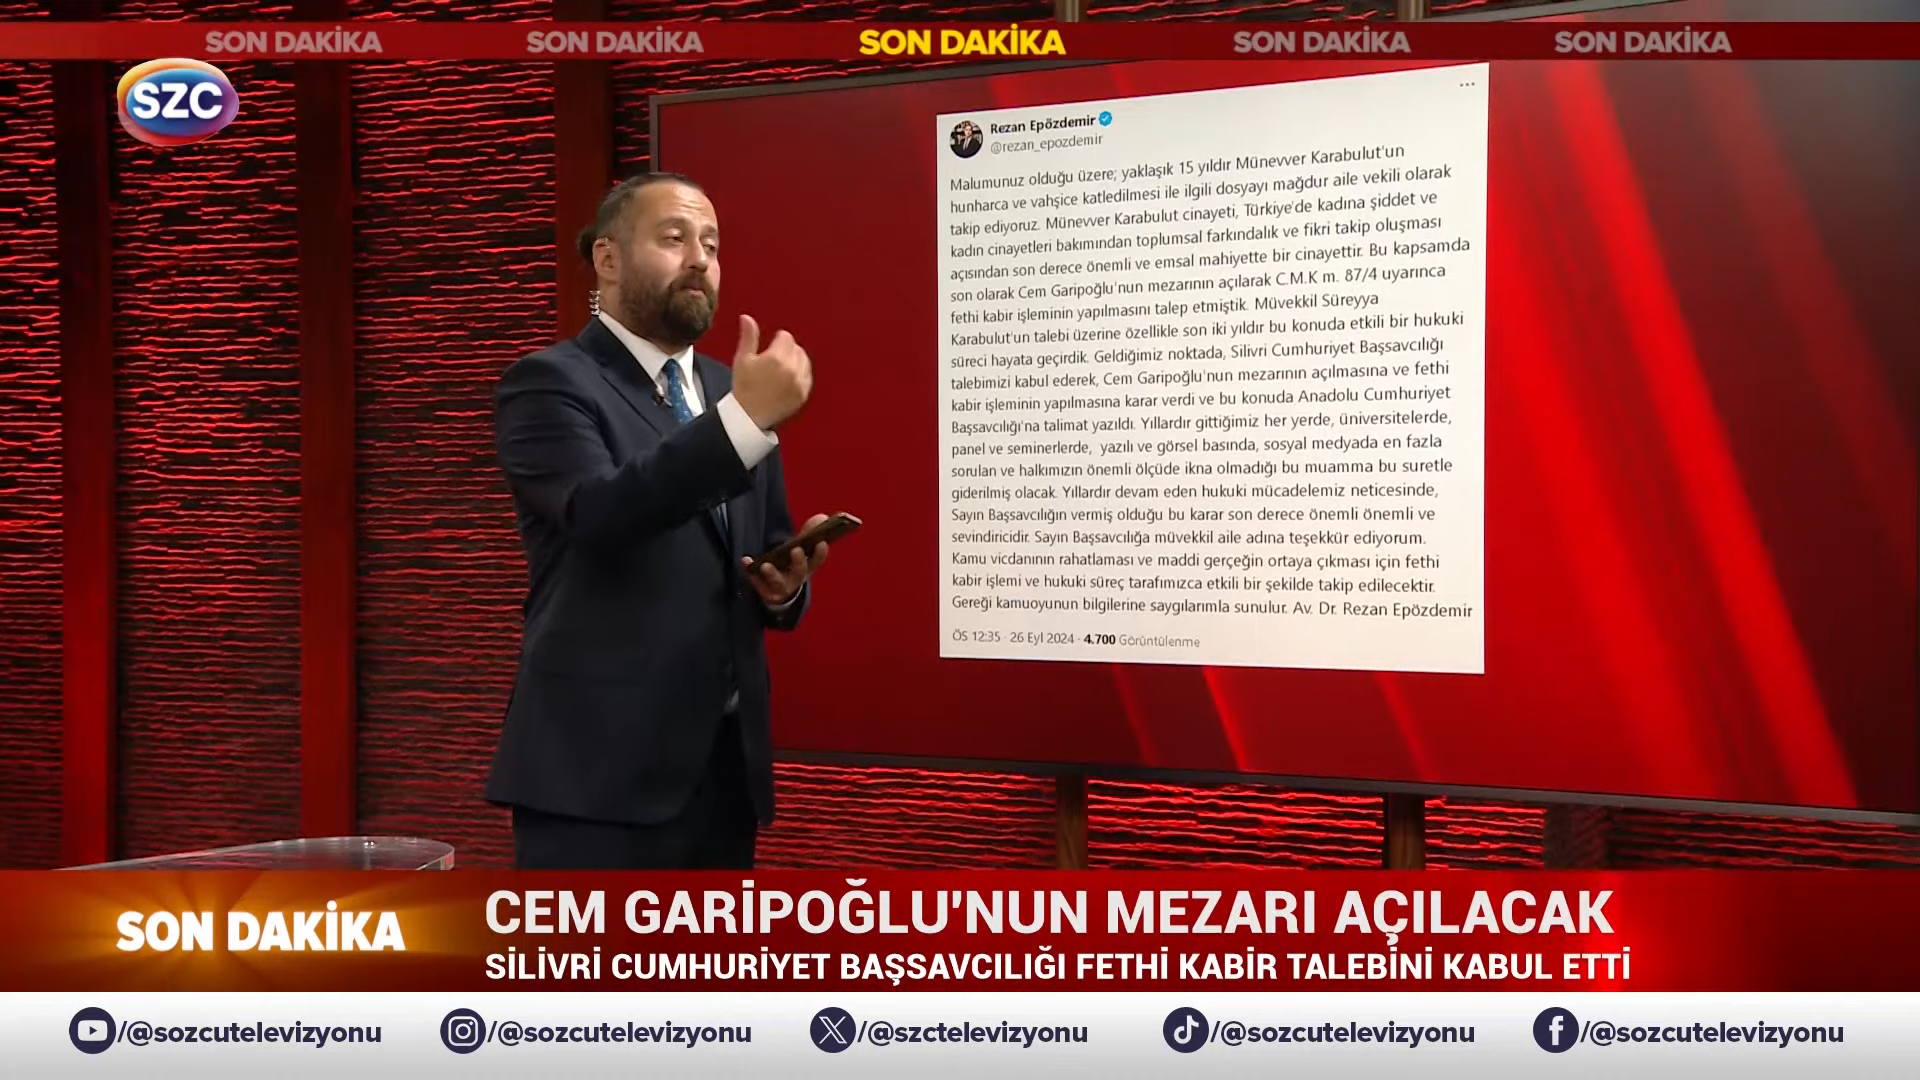 SON DAKİKA SON DAKİKA SON DAKİKA SON DAKİKA SON DAKİKA
SZC
Rezan Epözdemir
@rezan_epozdemir
Malumunuz olduğu üzere; yaklaşık 15 yıldır Münevver Karabulut'un
hunharca ve vahşice katledilmesi ile ilgili dosyayı mağdur aile vekili olarak
takip ediyoruz. Münevver Karabulut cinayeti, Türkiye'de kadına şiddet ve
kadın cinayetleri bakımından toplumsal farkındalık ve fikri takip oluşması
açısından son derece önemli ve emsal mahiyette bir cinayettir. Bu kapsamda
son olarak Cem Garipoğlu'nun mezarının açılarak C.M.K m. 87/4 uyarınca
fethi kabir işleminin yapılmasını talep etmiştik. Müvekkil Süreyya
Karabulut'un talebi üzerine özellikle son iki yıldır bu konuda etkili bir hukuki
süreci hayata geçirdik. Geldiğimiz noktada, Silivri Cumhuriyet Başsavcılığı
talebimizi kabul ederek, Cem Garipoğlu'nun mezarının açılmasına ve fethi
kabir işleminin yapılmasına karar verdi ve bu konuda Anadolu Cumhuriyet
Başsavcılığı'na talimat yazıldı. Yıllardır gittiğimiz her yerde, üniversitelerde,
panel ve seminerlerde, yazılı ve görsel basında, sosyal medyada en fazla
sorulan ve halkımızın önemli ölçüde ikna olmadığı bu muamma bu suretle
giderilmiş olacak. Yıllardır devam eden hukuki mücadelemiz neticesinde,
Sayın Başsavcılığın vermiş olduğu bu karar son derece önemli önemli ve
sevindiricidir. Sayın Başsavcılığa müvekkil aile adına teşekkür ediyorum.
Kamu vicdanının rahatlaması ve maddi gerçeğin ortaya çıkması için fethi
kabir işlemi ve hukuki süreç tarafımızca etkili bir şekilde takip edilecektir.
Gereği kamuoyunun bilgilerine saygılarımla sunulur. Av. Dr. Rezan Epözdemir
ÖS 12:35 · 26 Eyl 2024 · 4.700 Görüntülenme
SON DAKİKA
CEM GARİPOĞLU'NUN MEZARI AÇILACAK
SİLİVRİ CUMHURİYET BAŞSAVCILIĞI FETHİ KABİR TALEBİNİ KABUL ETTİ
/@sozcutelevizyonu /@sozcutelevizyonu /@szctelevizyonu /@sozcutelevizyonu /@sozcutelevizyonu